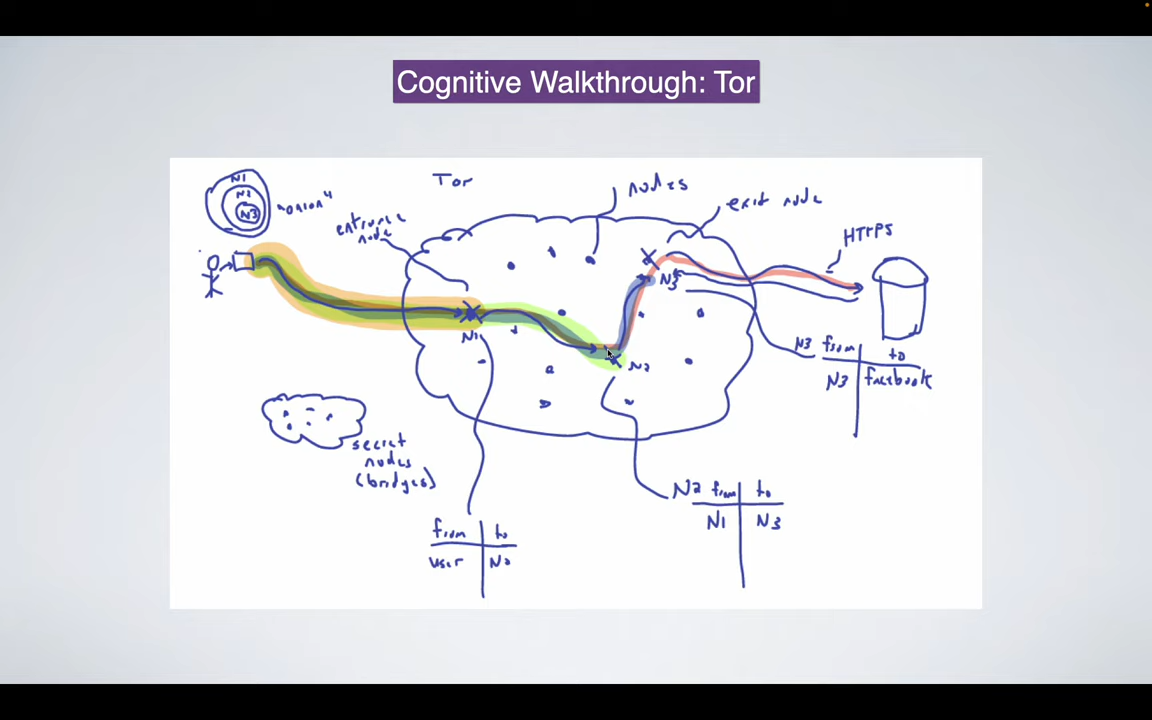 Cognitive Walkthrough: Tor
N1
N2
N3
"onion"
Tor
nodes
exit node
entrance
node
HTTPS
N3
N1
N2
N3 from to
N3 facebook
secret
nodes
(bridges)
N2 from to
N1 N3
from to
user N2